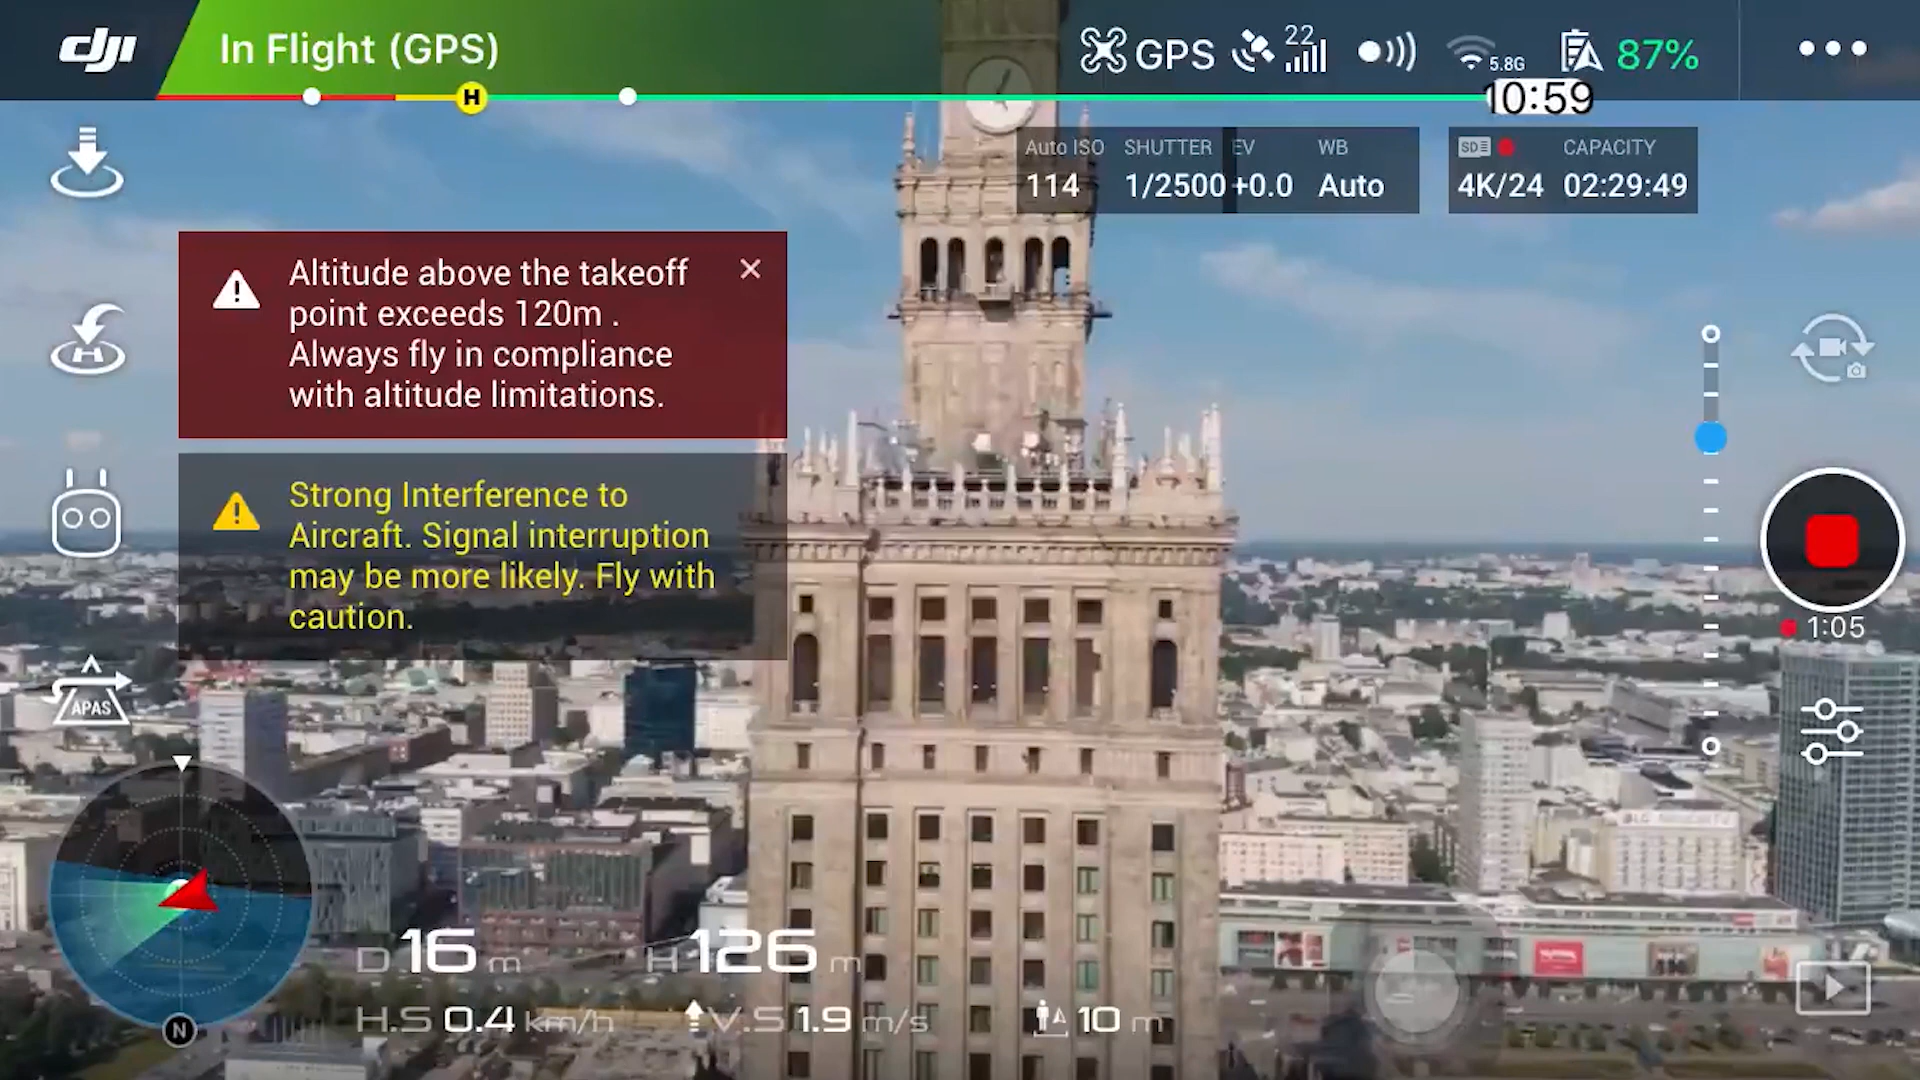 dji In Flight (GPS) GPS 22 5.8G 87%
H 10:59
Auto ISO SHUTTER EV WB SD CAPACITY
114 1/2500 +0.0 Auto 4K/24 02:29:49
Altitude above the takeoff
point exceeds 120m .
Always fly in compliance
with altitude limitations.
Strong Interference to
Aircraft. Signal interruption
may be more likely. Fly with
caution.
1:05
APAS
D 16 m H 126 m
H.S 0.4 km/h V.S 1.9 m/s 10 m
N